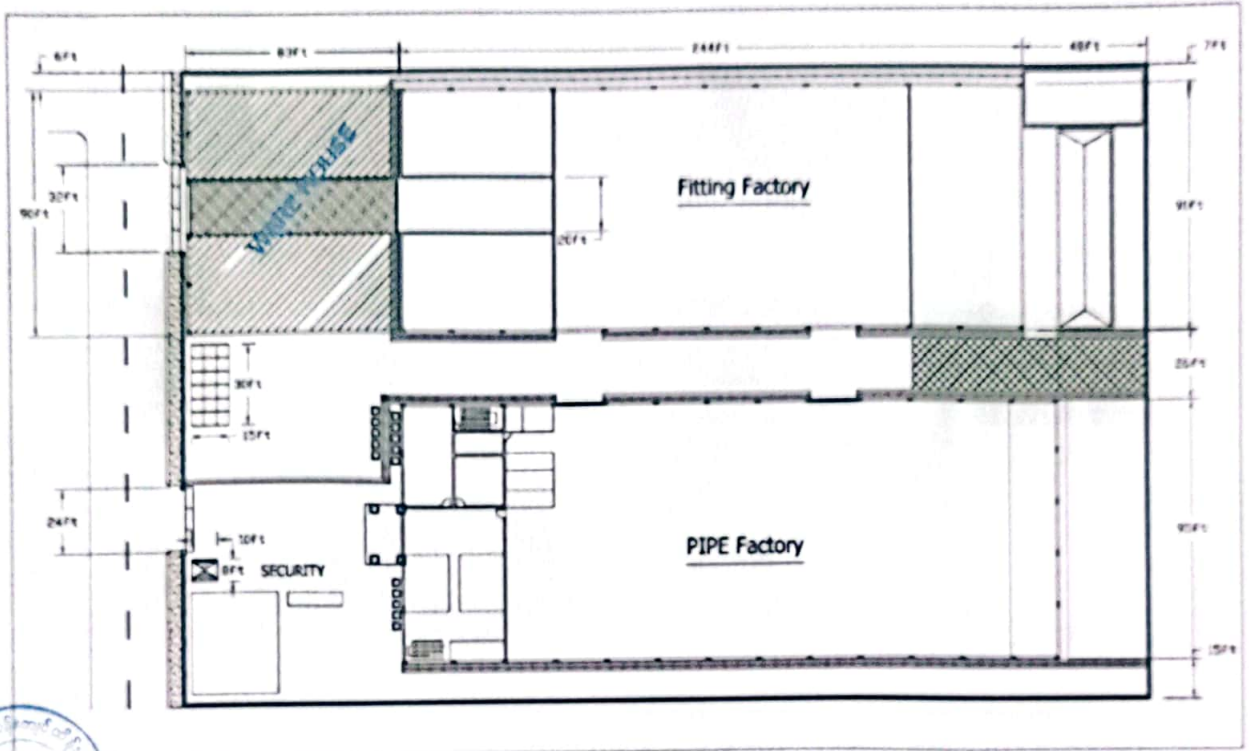 6Ft
83Ft
244Ft
48Ft
7Ft
WARE HOUSE
Fitting Factory
32Ft
90Ft
91Ft
20Ft
26Ft
30Ft
15Ft
24Ft
PIPE Factory
10Ft
8Ft
SECURITY
15Ft